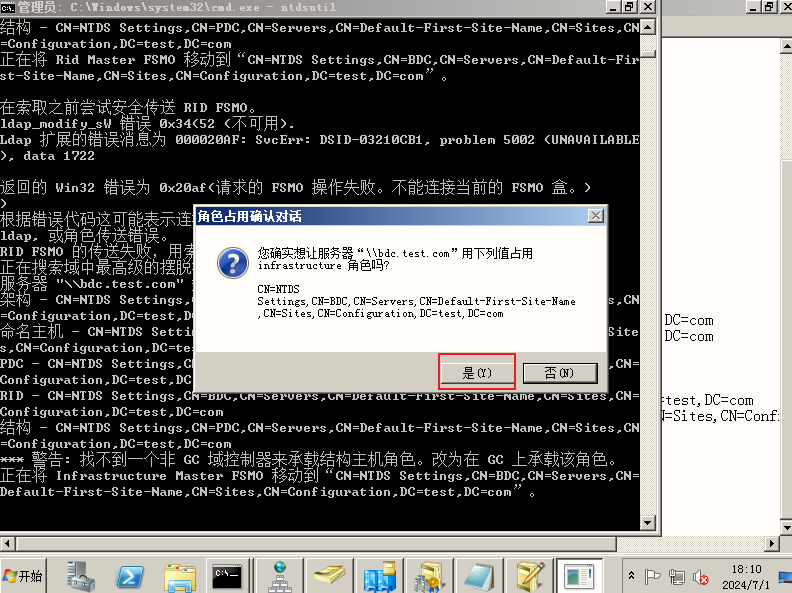 管理员: C:\Windows\system32\cmd.exe - ntdsutil
结构 - CN=NTDS Settings,CN=PDC,CN=Servers,CN=Default-First-Site-Name,CN=Sites,CN
=Configuration,DC=test,DC=com
正在将 Rid Master FSMO 移动到“CN=NTDS Settings,CN=BDC,CN=Servers,CN=Default-Fir
st-Site-Name,CN=Sites,CN=Configuration,DC=test,DC=com”。
在索取之前尝试安全传送 RID FSMO。
ldap_modify_sW 错误 0x34(52 (不可用).
Ldap 扩展的错误消息为 000020AF: SvcErr: DSID-03210CB1, problem 5002 (UNAVAILABLE
), data 1722
返回的 Win32 错误为 0x20af(请求的 FSMO 操作失败。不能连接当前的 FSMO 盒。)
)
根据错误代码这可能表示连
ldap, 或角色传送错误。
RID FSMO 的传送失败, 用索
正在搜索域中最高级的摆脱
服务器 "\\bdc.test.com"
架构 - CN=NTDS Settings,
=Configuration,DC=test,DC=com
命名主机 - CN=NTDS Setti
Site
s,CN=Configuration,DC=te
PDC - CN=NTDS Settings,C
,CN=
Configuration,DC=test,DC
RID - CN=NTDS Settings,CN=BDC,CN=Servers,CN=Default-First-Site-Name,CN=Sites,CN=
Configuration,DC=test,DC=com
结构 - CN=NTDS Settings,CN=PDC,CN=Servers,CN=Default-First-Site-Name,CN=Sites,CN
=Configuration,DC=test,DC=com
*** 警告: 找不到一个非 GC 域控制器来承载结构主机角色。改为在 GC 上承载该角色。
正在将 Infrastructure Master FSMO 移动到“CN=NTDS Settings,CN=BDC,CN=Servers,CN=
Default-First-Site-Name,CN=Sites,CN=Configuration,DC=test,DC=com”。
角色占用确认对话
您确实想让服务器“\\bdc.test.com”用下列值占用
infrastructure 角色吗?
CN=NTDS
Settings,CN=BDC,CN=Servers,CN=Default-First-Site-Name
,CN=Sites,CN=Configuration,DC=test,DC=com
是(Y)
否(N)
DC=com
DC=com
=test,DC=com
N=Sites,CN=Confi
开始
18:10
2024/7/1